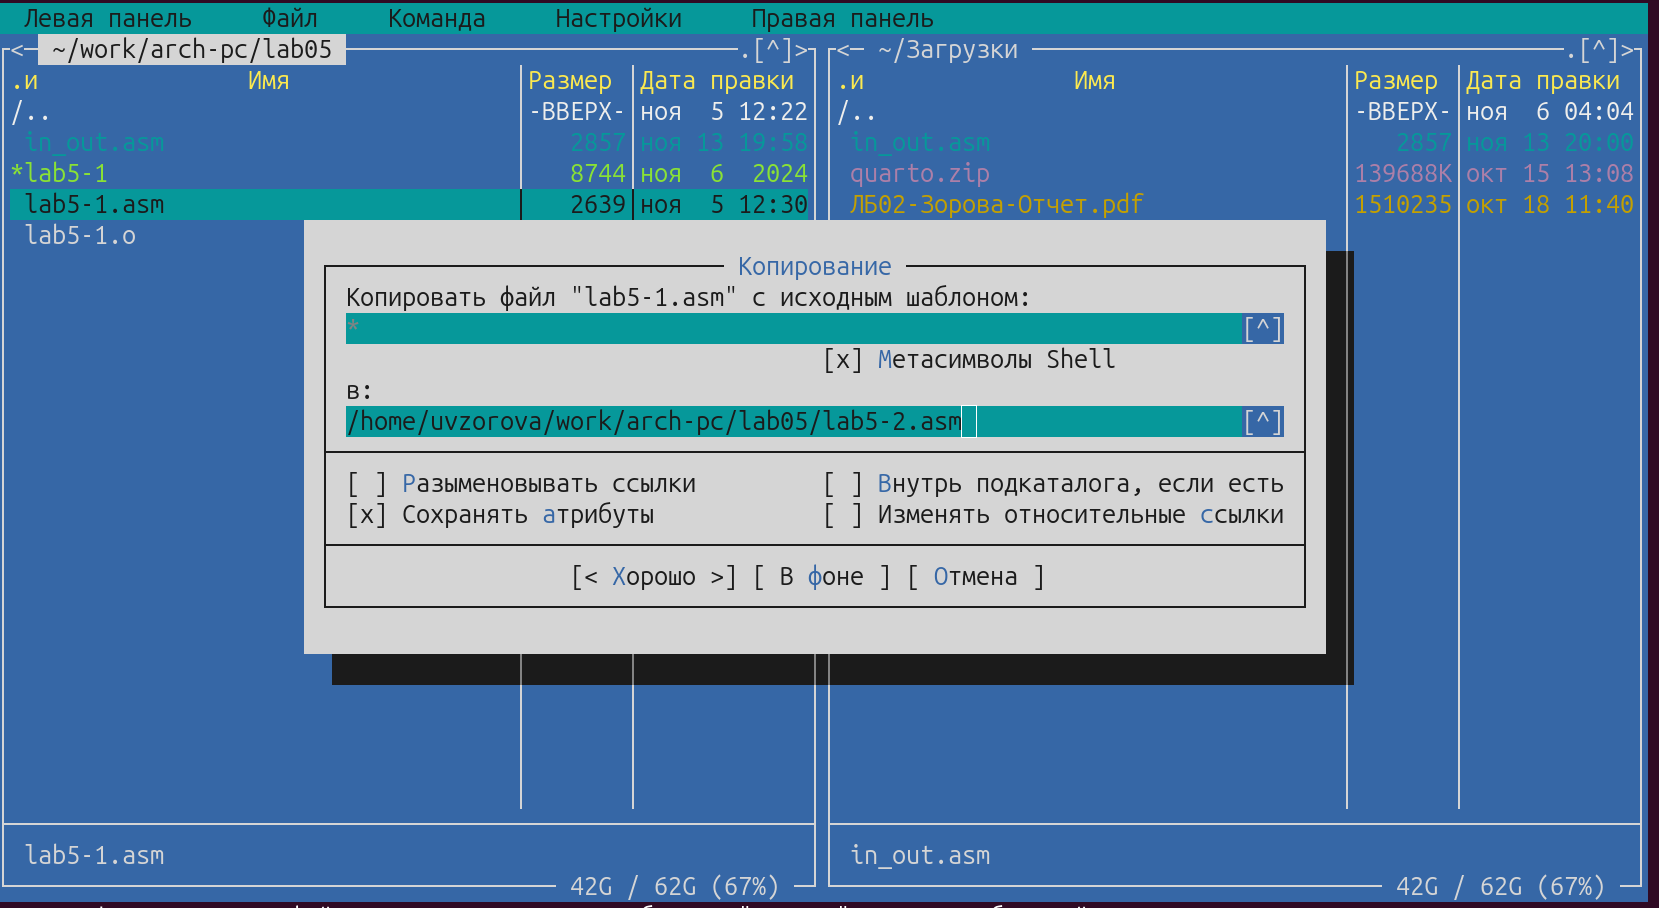 Левая панель Файл Команда Настройки Правая панель
<─ ~/work/arch-pc/lab05 .[^]> <─ ~/Загрузки .[^]>
.и Имя Размер Дата правки .и Имя Размер Дата правки
/.. -ВВЕРХ- ноя 5 12:22 /.. -ВВЕРХ- ноя 6 04:04
in_out.asm 2857 ноя 13 19:58 in_out.asm 2857 ноя 13 20:00
*lab5-1 8744 ноя 6 2024 quarto.zip 139688K окт 15 13:08
lab5-1.asm 2639 ноя 5 12:30 ЛБ02-Зорова-Отчет.pdf 1510235 окт 18 11:40
lab5-1.o
Копирование
Копировать файл "lab5-1.asm" с исходным шаблоном:
* [^]
[x] Метасимволы Shell
в:
/home/uvzorova/work/arch-pc/lab05/lab5-2.asm [^]
[ ] Разыменовывать ссылки [ ] Внутрь подкаталога, если есть
[x] Сохранять атрибуты [ ] Изменять относительные ссылки
[< Хорошо >] [ В фоне ] [ Отмена ]
lab5-1.asm in_out.asm
42G / 62G (67%) 42G / 62G (67%)